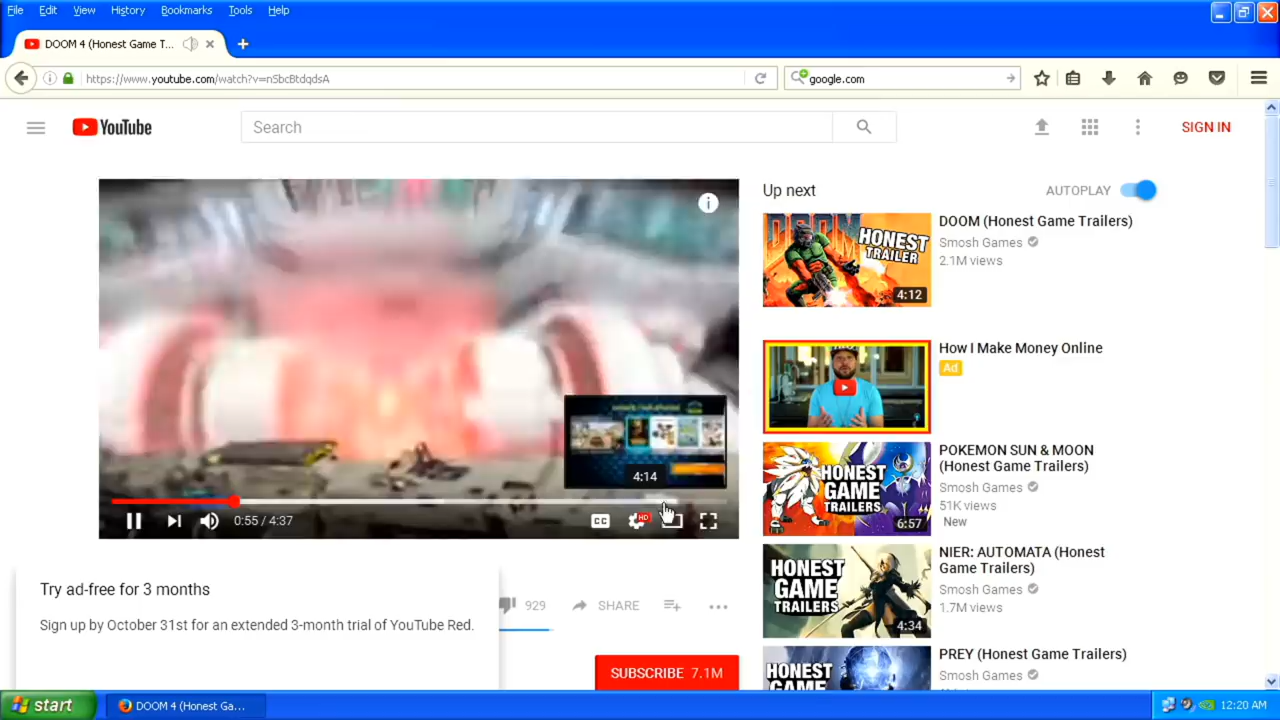 File Edit View History Bookmarks Tools Help
DOOM 4 (Honest Game T...
https://www.youtube.com/watch?v=nSbcBtdqdsA
google.com
YouTube
Search
SIGN IN
Up next
AUTOPLAY
DOOM (Honest Game Trailers)
Smosh Games
2.1M views
DOOM
HONEST
TRAILER
4:12
How I Make Money Online
Ad
POKEMON SUN & MOON
(Honest Game Trailers)
Smosh Games
51K views
New
HONEST
GAME
TRAILERS
6:57
4:14
0:55 / 4:37
CC
HD
NIER: AUTOMATA (Honest
Game Trailers)
Smosh Games
1.7M views
HONEST
GAME
TRAILERS
4:34
Try ad-free for 3 months
Sign up by October 31st for an extended 3-month trial of YouTube Red.
929
SHARE
SUBSCRIBE 7.1M
PREY (Honest Game Trailers)
Smosh Games
HONEST
GAME
start
DOOM 4 (Honest Ga...
12:20 AM